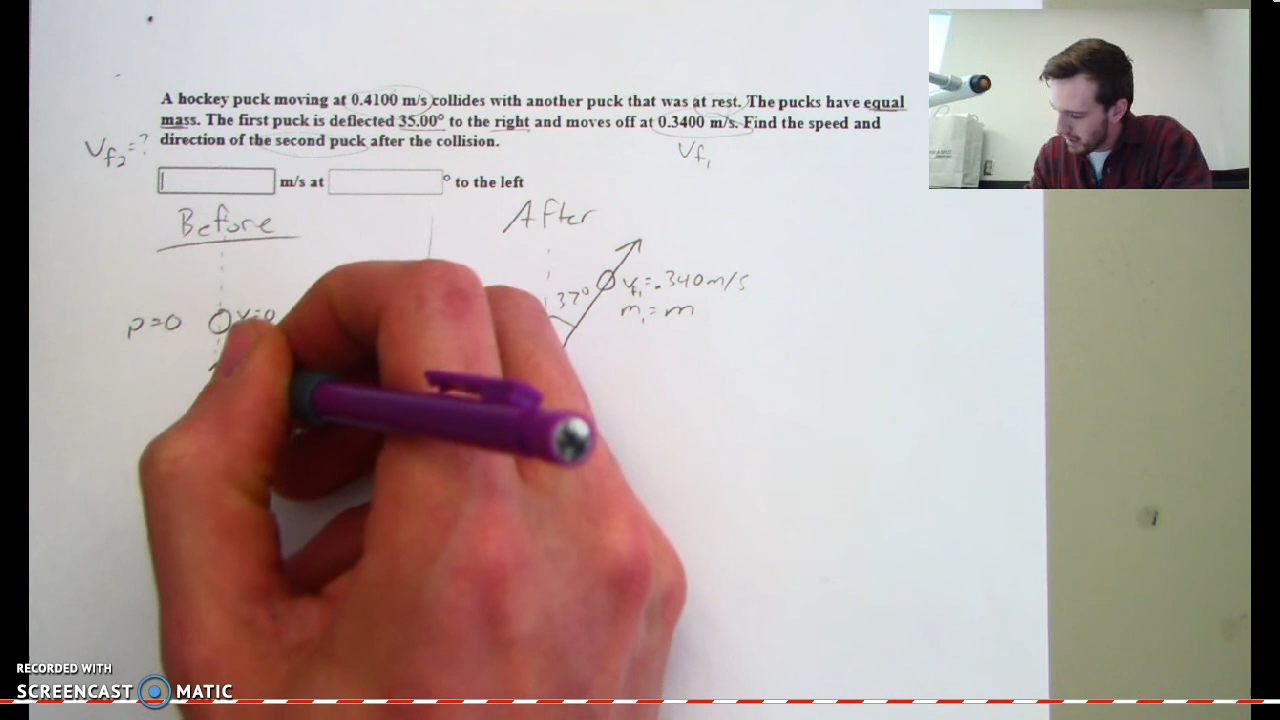 A hockey puck moving at 0.4100 m/s collides with another puck that was at rest. The pucks have equal
mass. The first puck is deflected 35.00° to the right and moves off at 0.3400 m/s. Find the speed and
direction of the second puck after the collision.
Vf₂=?
Vf₁
m/s at ° to the left
Before
After
p=0 v=0
37° vf₁=.340m/s
m₁=m
RECORDED WITH
SCREENCAST MATIC